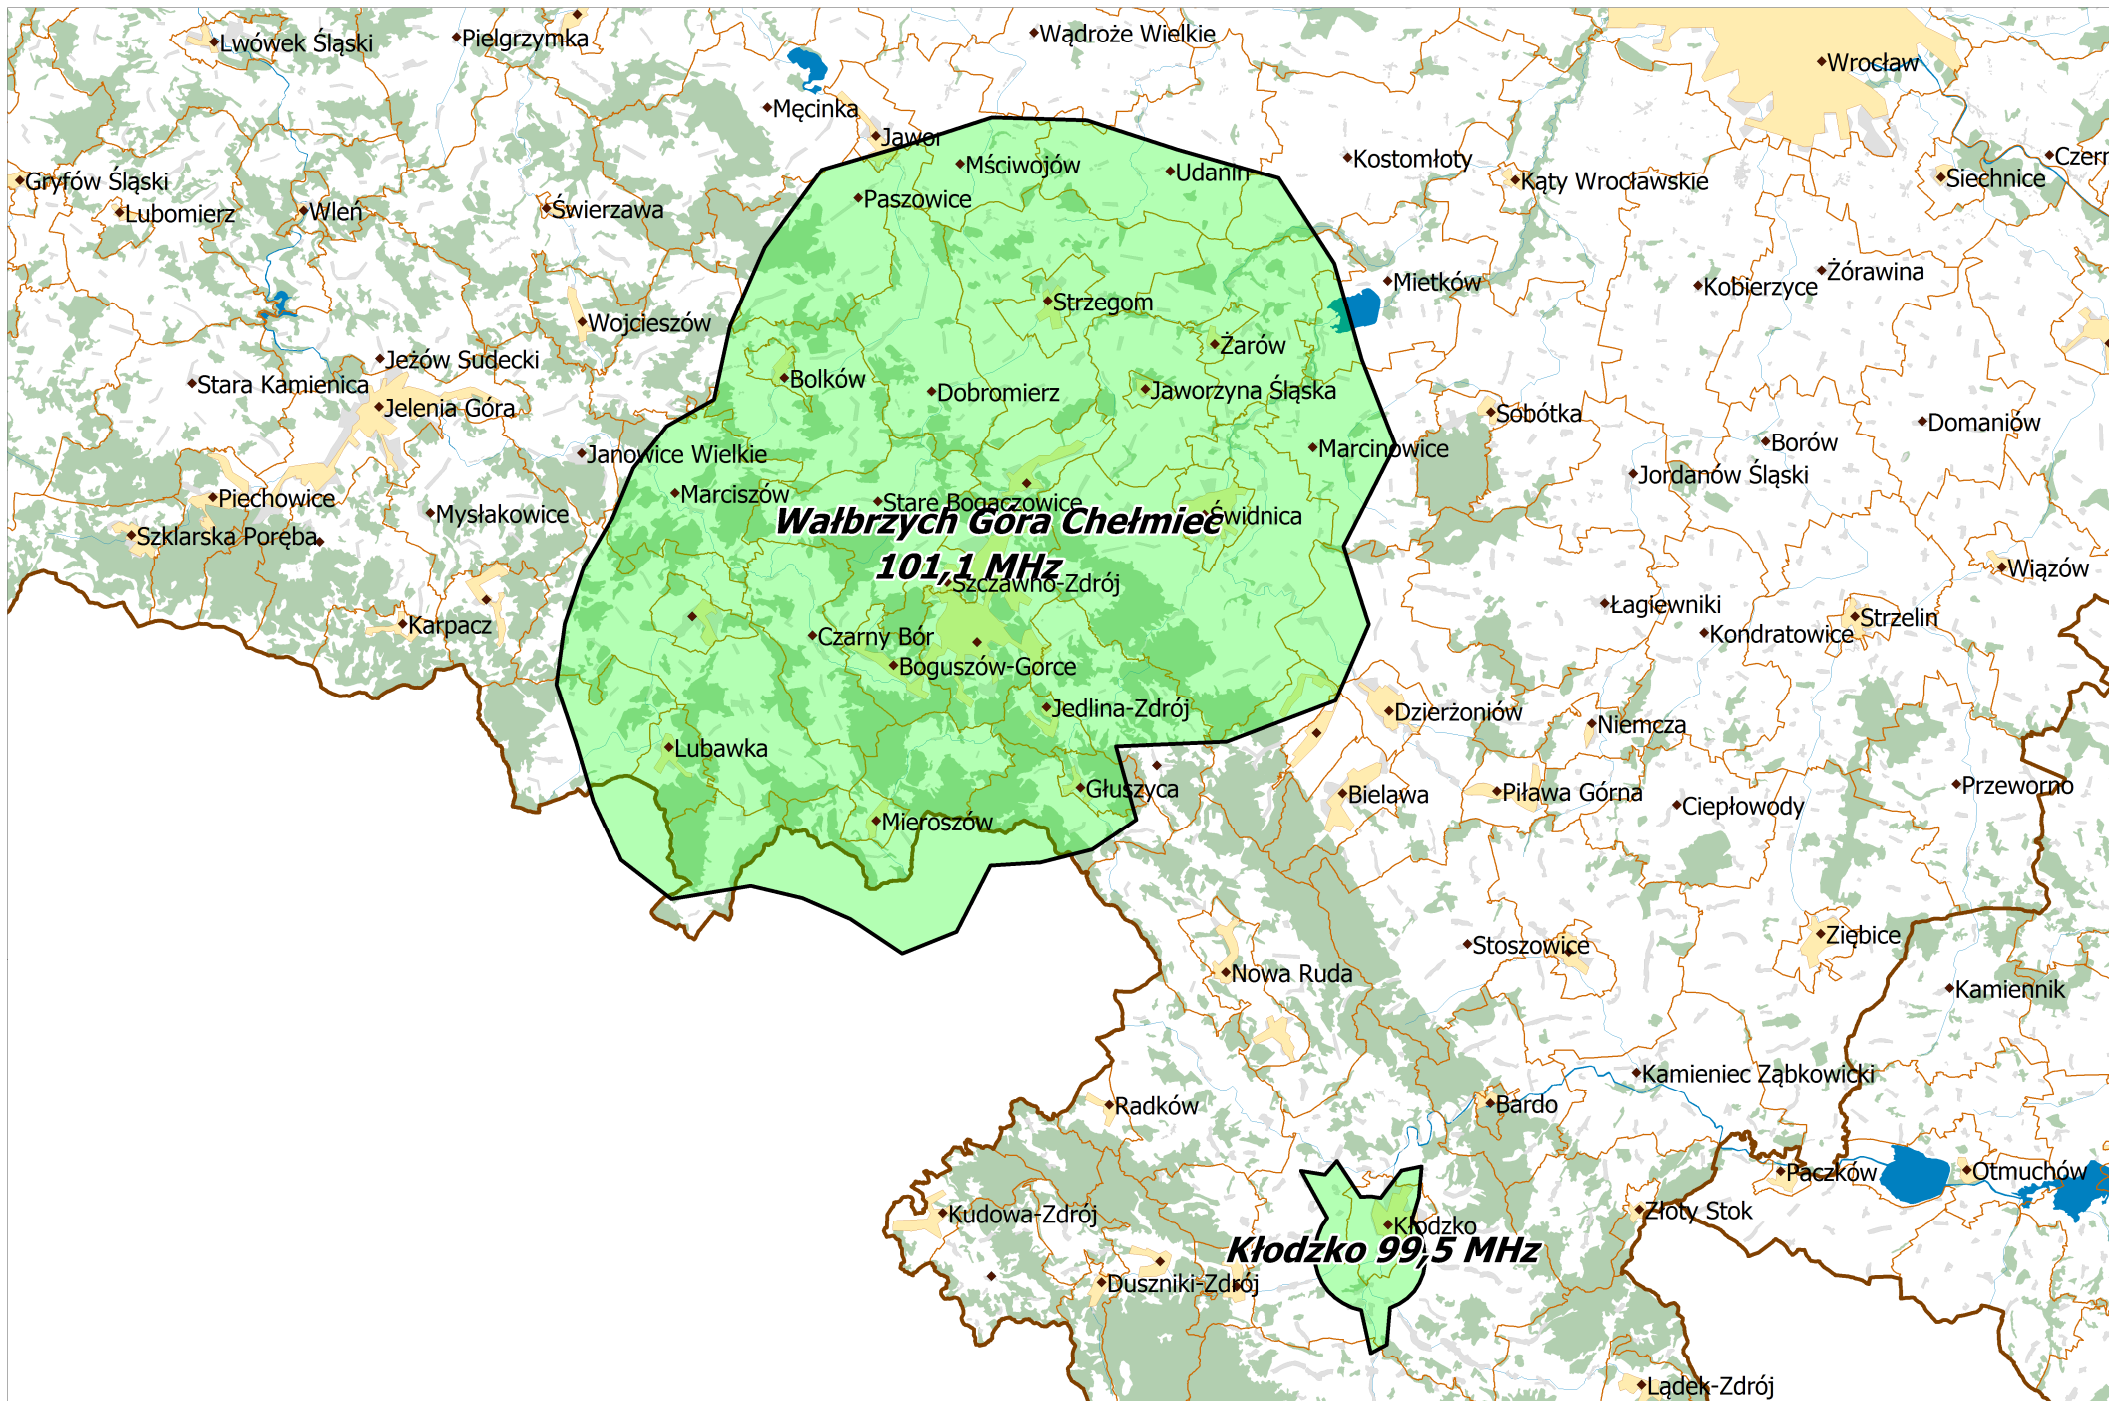 Lwówek Śląski
Pielgrzymka
Wądroże Wielkie
Wrocław
Męcinka
Jawor
Kostomłoty
Czern
Mściwojów
Udanin
Siechnice
Gryfów Śląski
Kąty Wrocławskie
Paszowice
Lubomierz
Wleń
Świerzawa
Żórawina
Mietków
Kobierzyce
Strzegom
Wojcieszów
Żarów
Jeżów Sudecki
Bolków
Stara Kamienica
Dobromierz
Jaworzyna Śląska
Jelenia Góra
Sobótka
Domaniów
Borów
Marcinowice
Janowice Wielkie
Jordanów Śląski
Marciszów
Piechowice
Stare Bogaczowice
Mysłakowice
Świdnica
Wałbrzych Góra Chełmiec
101,1 MHz
Szklarska Poręba
Wiązów
Szczawno-Zdrój
Łagiewniki
Strzelin
Karpacz
Czarny Bór
Kondratowice
Boguszów-Gorce
Jedlina-Zdrój
Dzierżoniów
Niemcza
Lubawka
Przeworno
Głuszyca
Bielawa
Piława Górna
Ciepłowody
Mieroszów
Ziębice
Stoszowice
Nowa Ruda
Kamiennik
Kamieniec Ząbkowicki
Radków
Bardo
Paczków
Otmuchów
Kudowa-Zdrój
Złoty Stok
Kłodzko
Kłodzko 99,5 MHz
Duszniki-Zdrój
Lądek-Zdrój